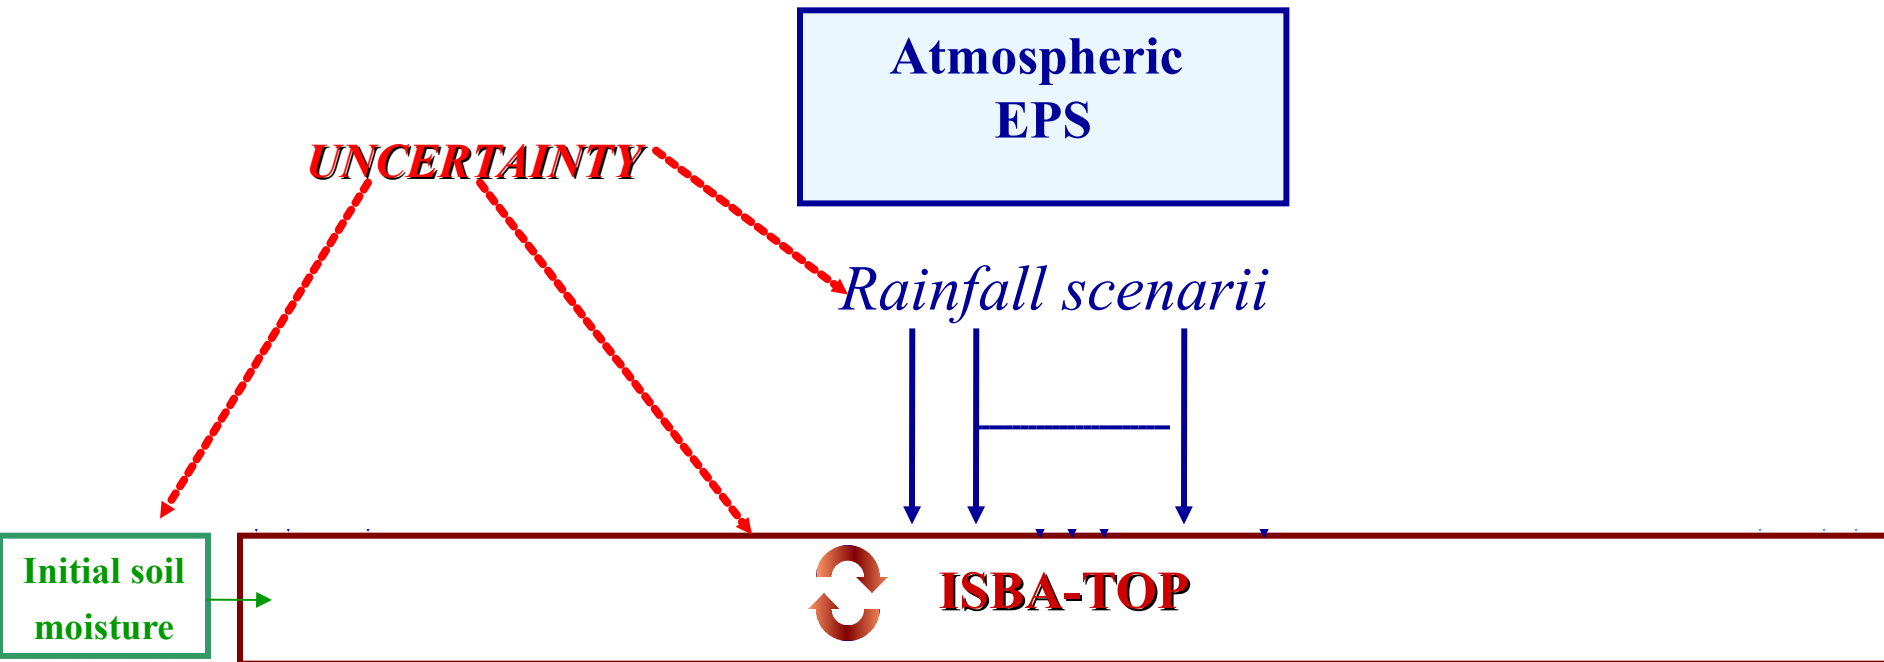 Atmospheric
EPS
UNCERTAINTY
Rainfall scenarii
Initial soil
moisture
ISBA-TOP